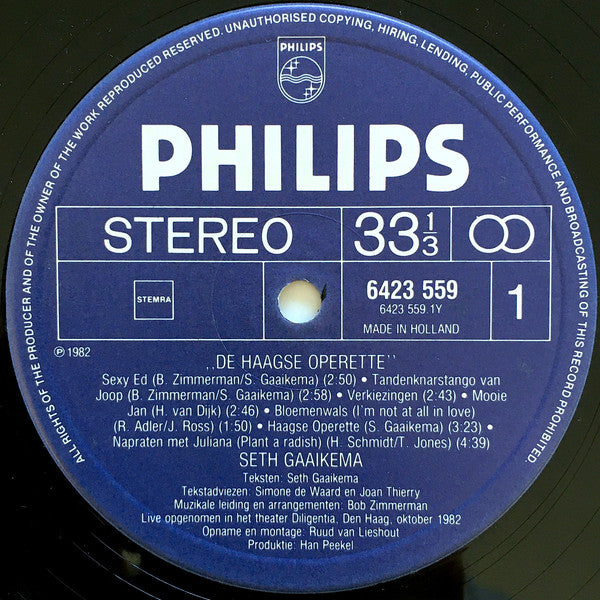 ALL RIGHTS OF THE PRODUCER AND OF THE OWNER OF THE WORK REPRODUCED RESERVED. UNAUTHORISED COPYING, HIRING, LENDING, PUBLIC PERFORMANCE AND BROADCASTING OF THIS RECORD PROHIBITED.
PHILIPS
PHILIPS
STEREO 33 1/3
STEMRA
6423 559
6423 559.1Y
MADE IN HOLLAND
1
℗ 1982
,,DE HAAGSE OPERETTE''
Sexy Ed (B. Zimmerman/S. Gaaikema) (2:50) • Tandenknarstango van
Joop (B. Zimmerman/S. Gaaikema) (2:58) • Verkiezingen (2:43) • Mooie
Jan (H. van Dijk) (2:46) • Bloemenwals (I'm not at all in love)
(R. Adler/J. Ross) (1:50) • Haagse Operette (S. Gaaikema) (3:23) •
Napraten met Juliana (Plant a radish) (H. Schmidt/T. Jones) (4:39)
SETH GAAIKEMA
Teksten: Seth Gaaikema
Tekstadviezen: Simone de Waard en Joan Thierry
Muzikale leiding en arrangementen: Bob Zimmerman
Live opgenomen in het theater Diligentia, Den Haag, oktober 1982
Opname en montage: Ruud van Lieshout
Produktie: Han Peekel